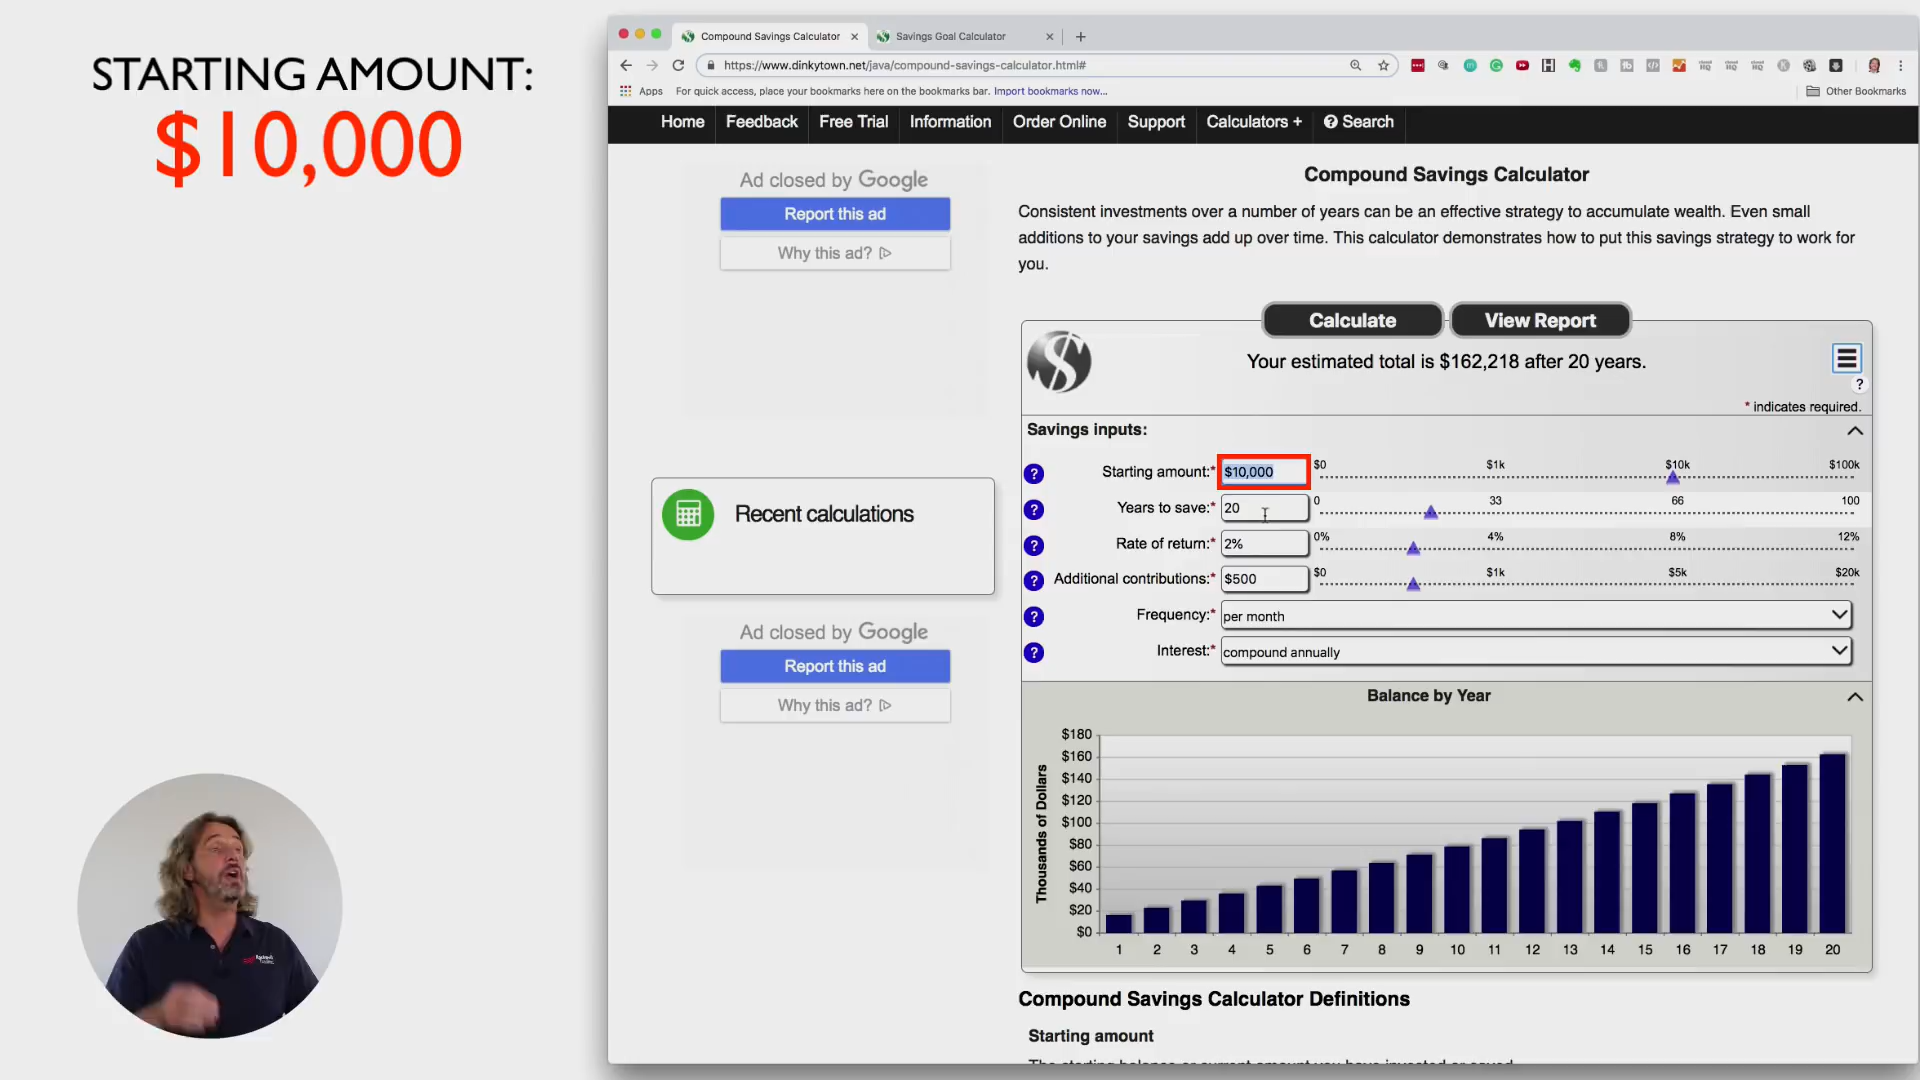 STARTING AMOUNT:
$10,000
Compound Savings Calculator
Savings Goal Calculator
https://www.dinkytown.net/java/compound-savings-calculator.html#
Apps
For quick access, place your bookmarks here on the bookmarks bar. Import bookmarks now...
Other Bookmarks
Home
Feedback
Free Trial
Information
Order Online
Support
Calculators +
Search
Ad closed by Google
Report this ad
Why this ad?
Recent calculations
Ad closed by Google
Report this ad
Why this ad?
Compound Savings Calculator
Consistent investments over a number of years can be an effective strategy to accumulate wealth. Even small
additions to your savings add up over time. This calculator demonstrates how to put this savings strategy to work for
you.
Calculate
View Report
Your estimated total is $162,218 after 20 years.
?
* indicates required.
Savings inputs:
? Starting amount:* $10,000 $0 $1k $10k $100k
? Years to save:* 20 0 33 66 100
? Rate of return:* 2% 0% 4% 8% 12%
? Additional contributions:* $500 $0 $1k $5k $20k
? Frequency:* per month
? Interest:* compound annually
Balance by Year
Thousands of Dollars
$180
$160
$140
$120
$100
$80
$60
$40
$20
$0
1 2 3 4 5 6 7 8 9 10 11 12 13 14 15 16 17 18 19 20
Compound Savings Calculator Definitions
Starting amount